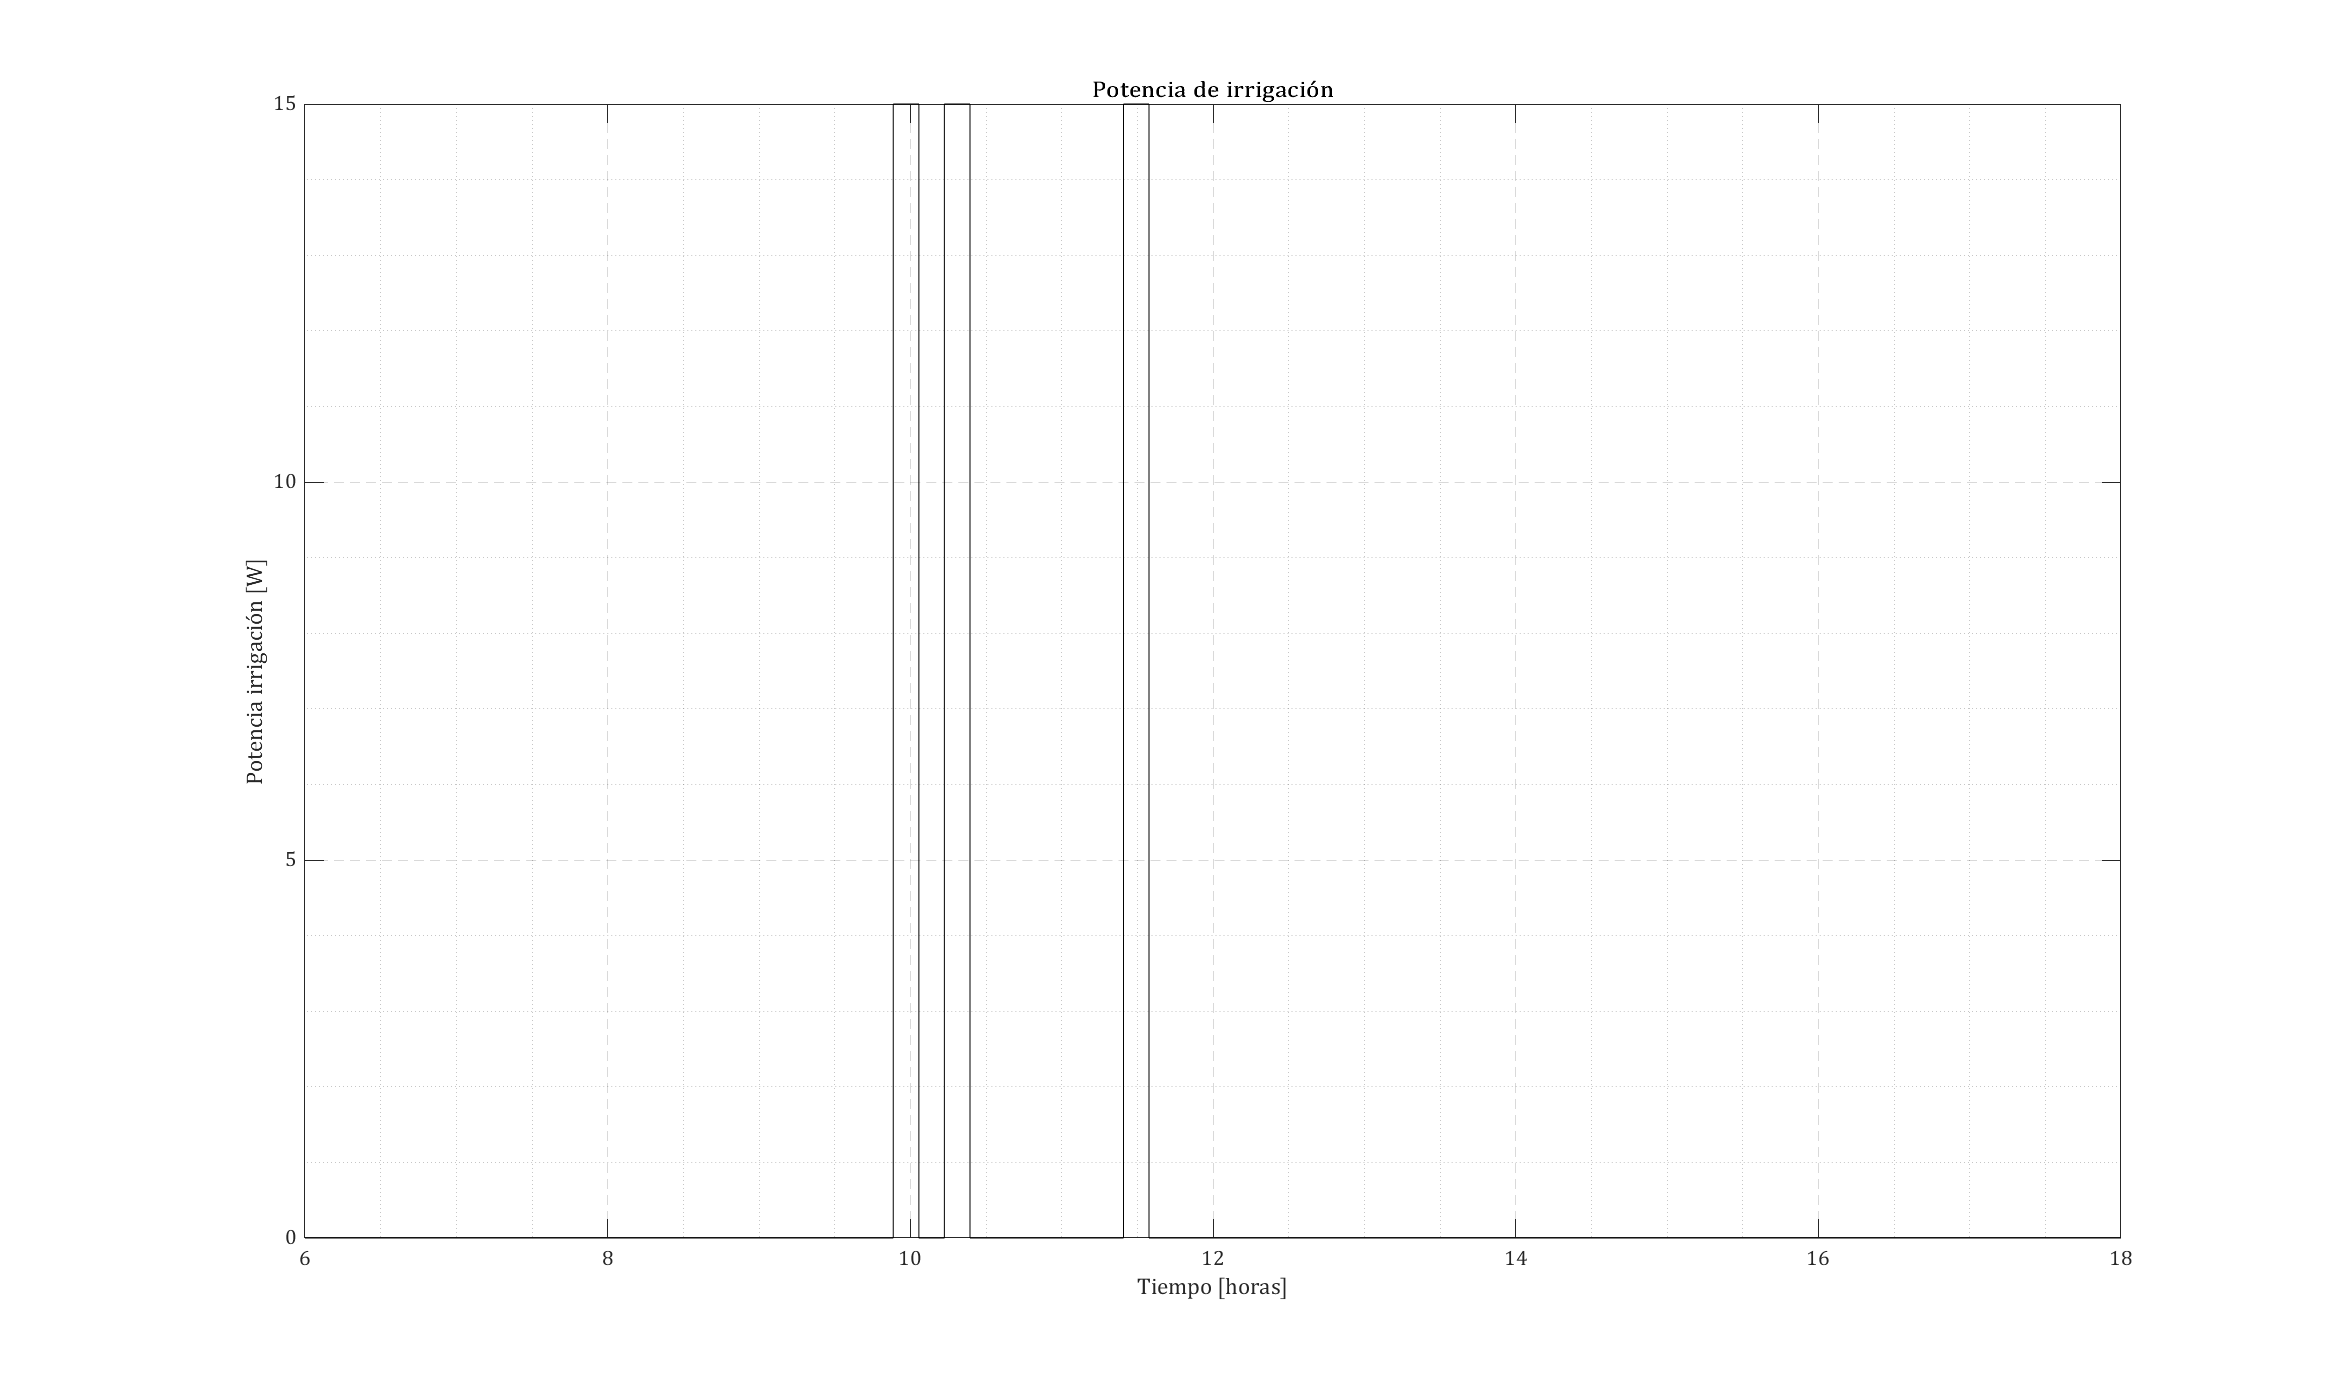 Potencia de irrigación
15
10
5
0
Potencia irrigación [W]
6 8 10 12 14 16 18
Tiempo [horas]